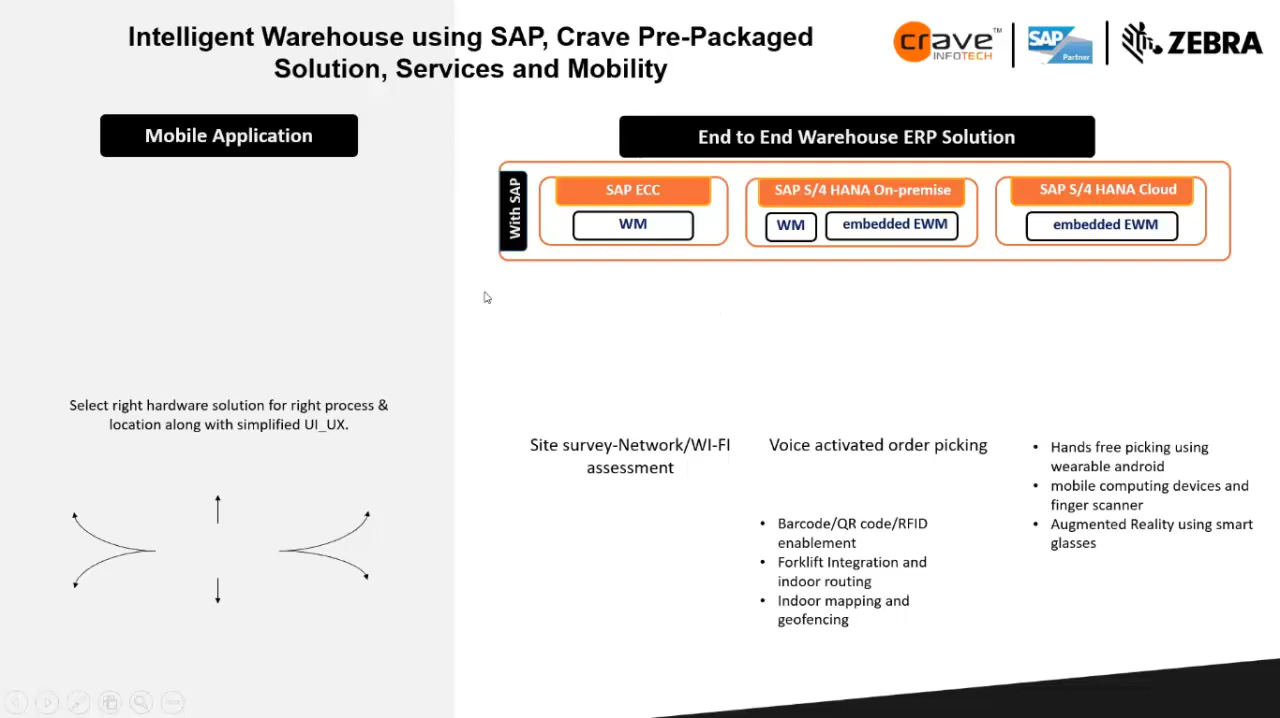 Intelligent Warehouse using SAP, Crave Pre-Packaged
Solution, Services and Mobility
crave™
INFOTECH
SAP
Partner
ZEBRA
Mobile Application
End to End Warehouse ERP Solution
With SAP
SAP ECC
WM
SAP S/4 HANA On-premise
WM
embedded EWM
SAP S/4 HANA Cloud
embedded EWM
Select right hardware solution for right process &
location along with simplified UI_UX.
Site survey-Network/WI-FI
assessment
Voice activated order picking
• Barcode/QR code/RFID
enablement
• Forklift Integration and
indoor routing
• Indoor mapping and
geofencing
• Hands free picking using
wearable android
• mobile computing devices and
finger scanner
• Augmented Reality using smart
glasses